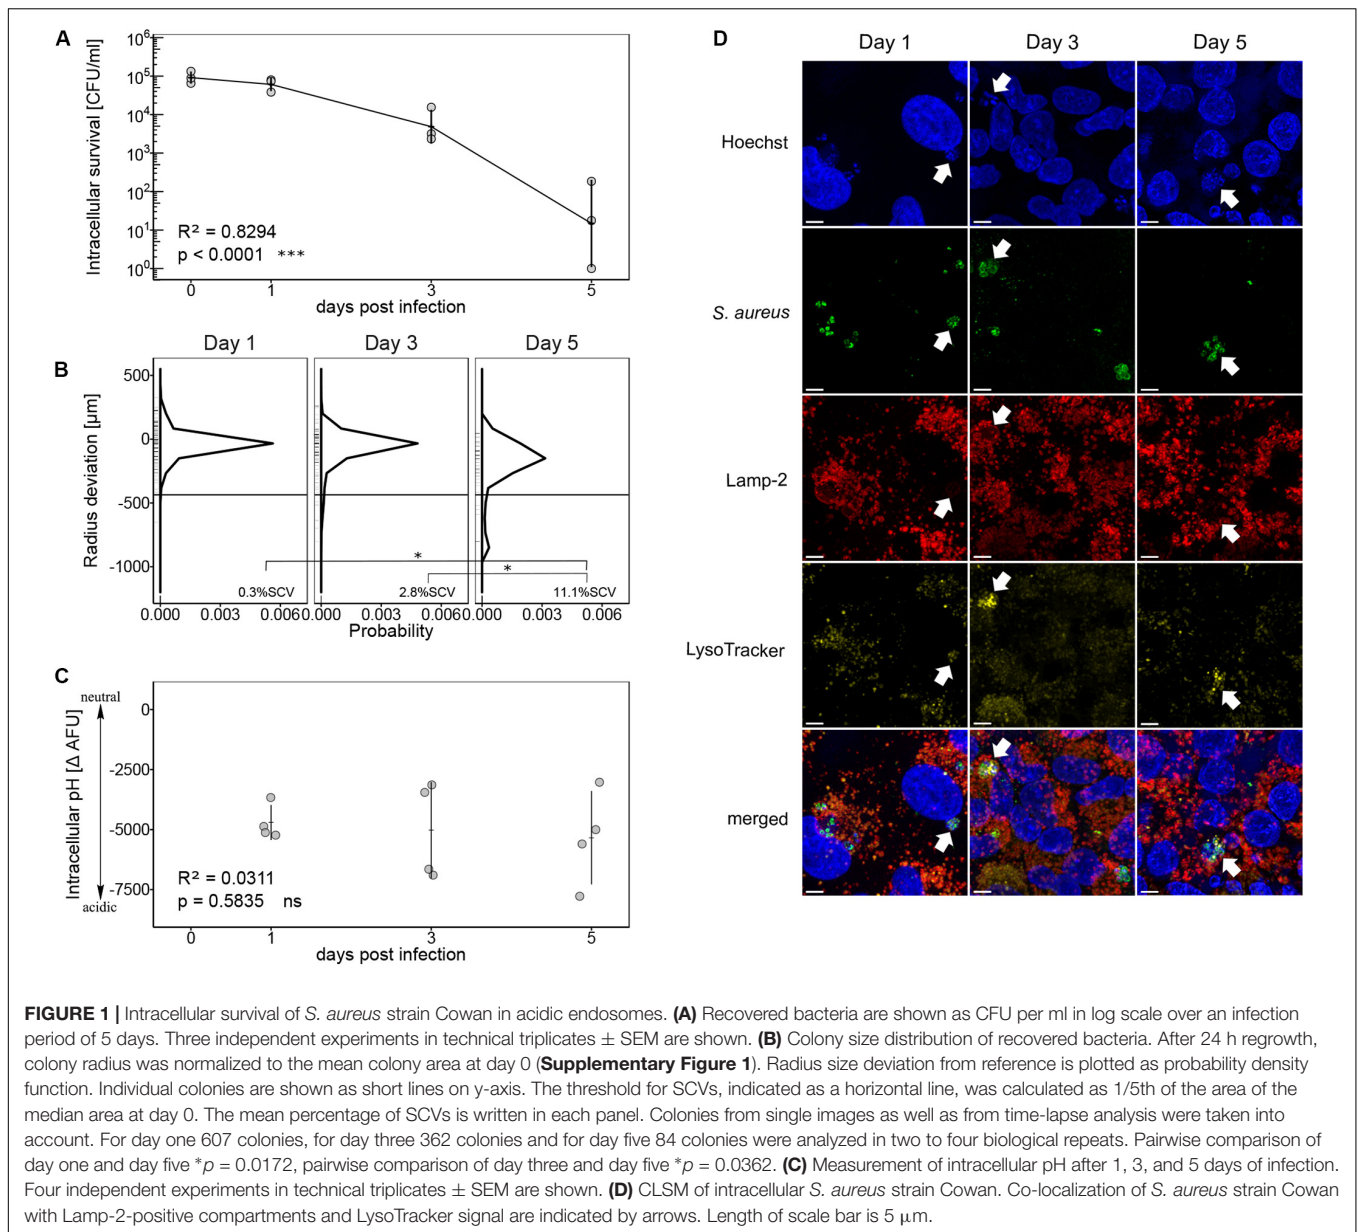 A
Intracellular survival [CFU/ml]
10⁶
10⁵
10⁴
10³
10²
10¹
10⁰
R² = 0.8294
p < 0.0001 ***
0 1 3 5
days post infection
B
Day 1 Day 3 Day 5
Radius deviation [µm]
500
0
-500
-1000
*
*
0.3%SCV 2.8%SCV 11.1%SCV
0.000 0.003 0.006 0.000 0.003 0.006 0.000 0.003 0.006
Probability
C
neutral
acidic
Intracellular pH [Δ AFU]
0
-2500
-5000
-7500
R² = 0.0311
p = 0.5835 ns
0 1 3 5
days post infection
D
Day 1 Day 3 Day 5
Hoechst
S. aureus
Lamp-2
LysoTracker
merged
FIGURE 1 | Intracellular survival of S. aureus strain Cowan in acidic endosomes. (A) Recovered bacteria are shown as CFU per ml in log scale over an infection
period of 5 days. Three independent experiments in technical triplicates ± SEM are shown. (B) Colony size distribution of recovered bacteria. After 24 h regrowth,
colony radius was normalized to the mean colony area at day 0 (Supplementary Figure 1). Radius size deviation from reference is plotted as probability density
function. Individual colonies are shown as short lines on y-axis. The threshold for SCVs, indicated as a horizontal line, was calculated as 1/5th of the area of the
median area at day 0. The mean percentage of SCVs is written in each panel. Colonies from single images as well as from time-lapse analysis were taken into
account. For day one 607 colonies, for day three 362 colonies and for day five 84 colonies were analyzed in two to four biological repeats. Pairwise comparison of
day one and day five *p = 0.0172, pairwise comparison of day three and day five *p = 0.0362. (C) Measurement of intracellular pH after 1, 3, and 5 days of infection.
Four independent experiments in technical triplicates ± SEM are shown. (D) CLSM of intracellular S. aureus strain Cowan. Co-localization of S. aureus strain Cowan
with Lamp-2-positive compartments and LysoTracker signal are indicated by arrows. Length of scale bar is 5 µm.